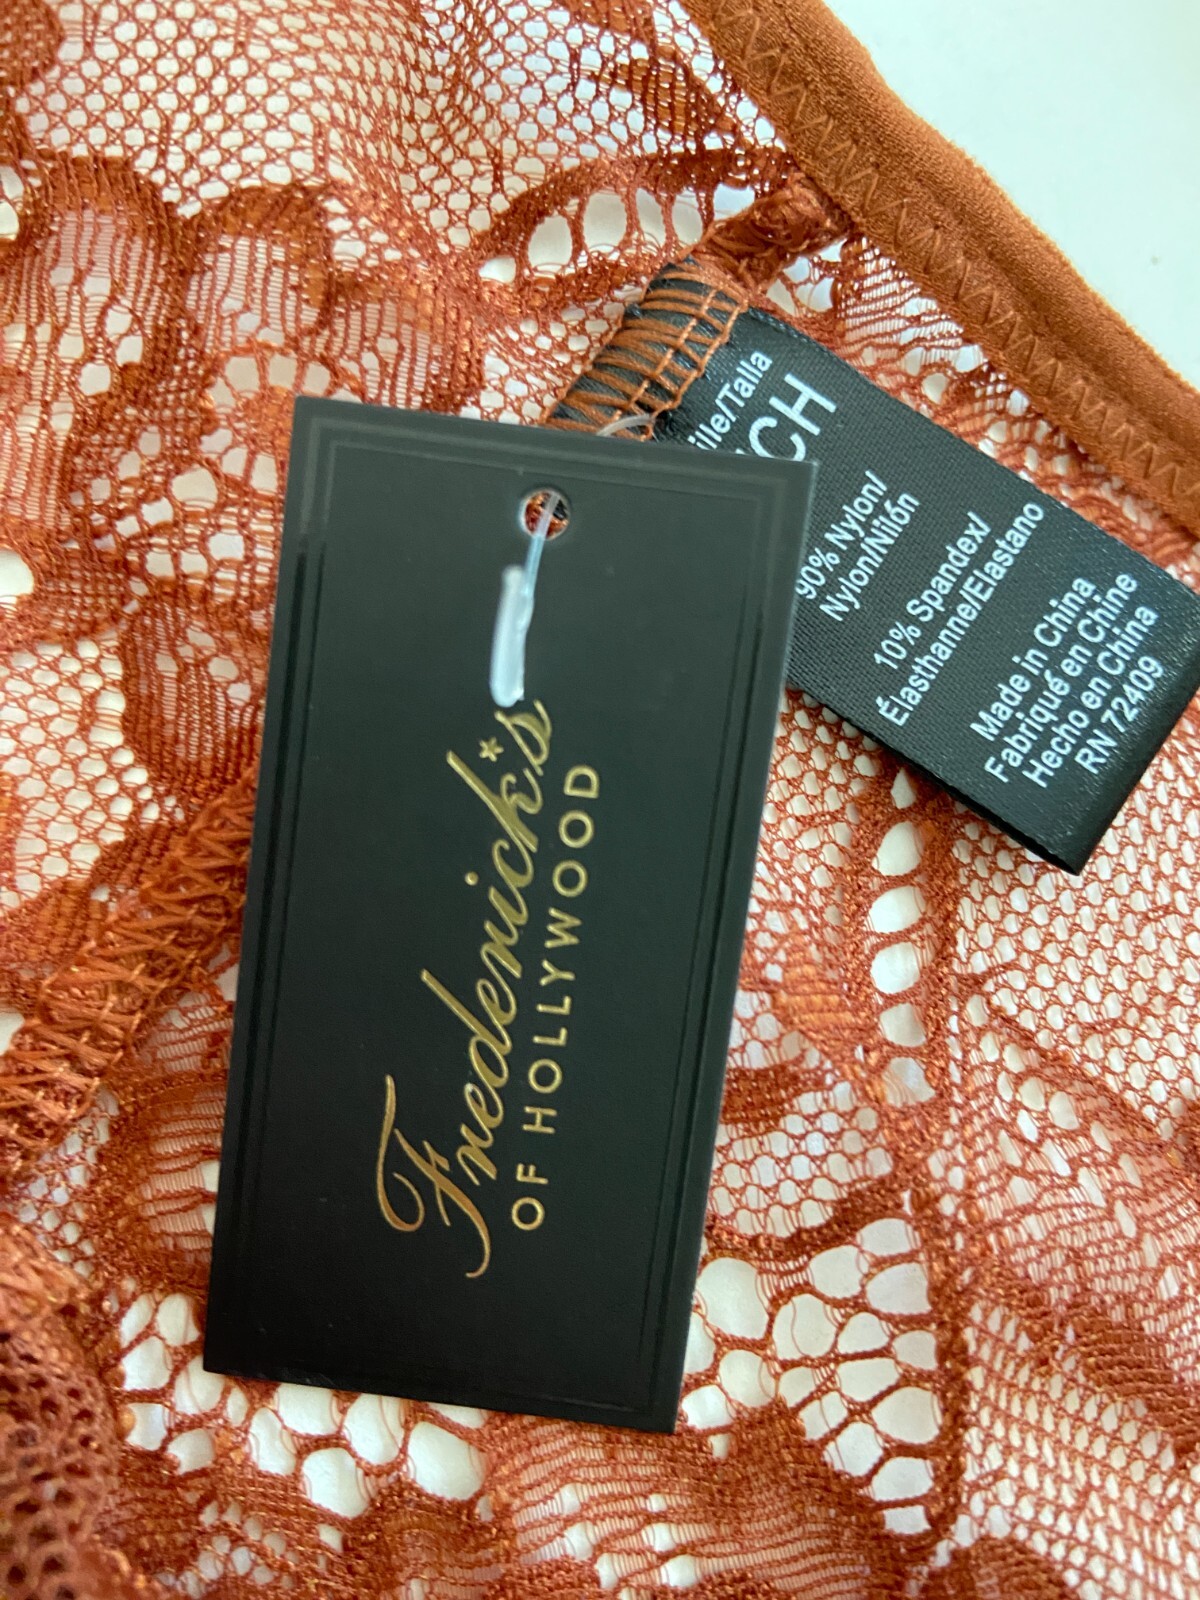 Frederick's
OF HOLLYWOOD
90% Nylon/
Nylon/Nilón
10% Spandex/
Élasthanne/Elastano
Made in China
Fabriqué en Chine
Hecho en China
RN 72409